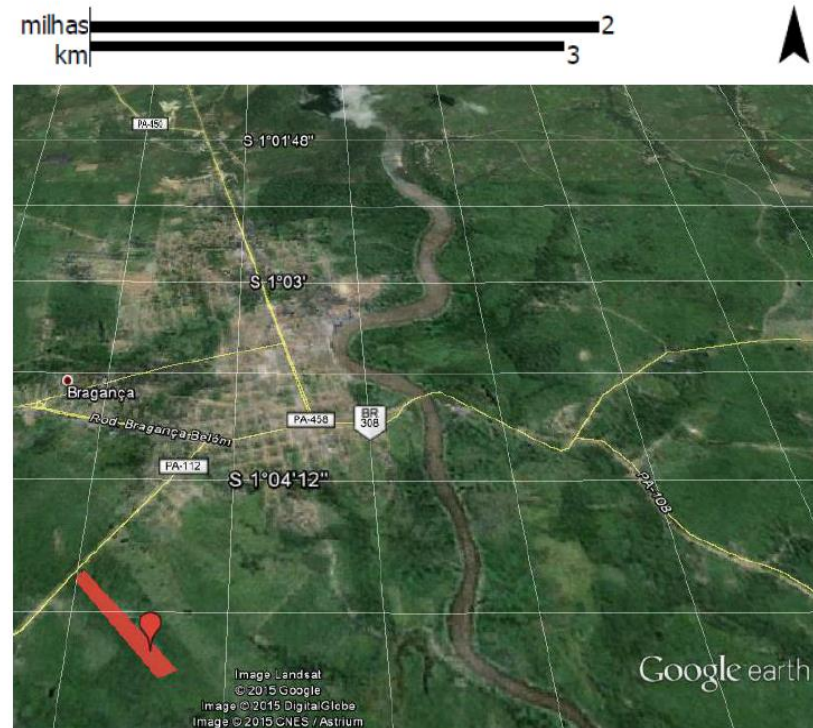 milhas 2
km 3
PA-450
S 1°01'48"
S 1°03'
Bragança
Rod. Bragança Belém
PA-458
BR
308
PA-112
S 1°04'12"
PA-108
Image Landsat
© 2015 Google
Image © 2015 DigitalGlobe
Image © 2015 CNES / Astrium
Google earth